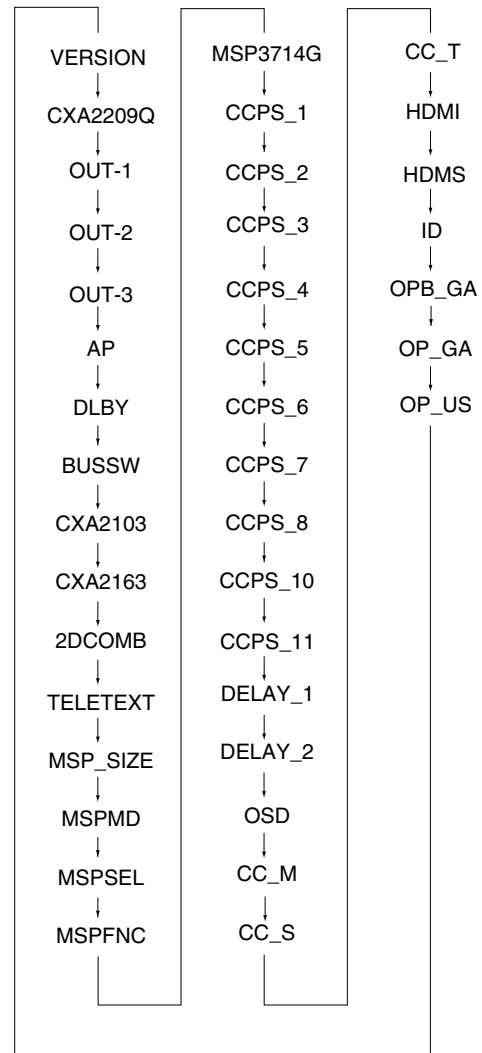 VERSION
CXA2209Q
OUT-1
OUT-2
OUT-3
AP
DLBY
BUSSW
CXA2103
CXA2163
2DCOMB
TELETEXT
MSP_SIZE
MSPMD
MSPSEL
MSPFNC
MSP3714G
CCPS_1
CCPS_2
CCPS_3
CCPS_4
CCPS_5
CCPS_6
CCPS_7
CCPS_8
CCPS_10
CCPS_11
DELAY_1
DELAY_2
OSD
CC_M
CC_S
CC_T
HDMI
HDMS
ID
OPB_GA
OP_GA
OP_US